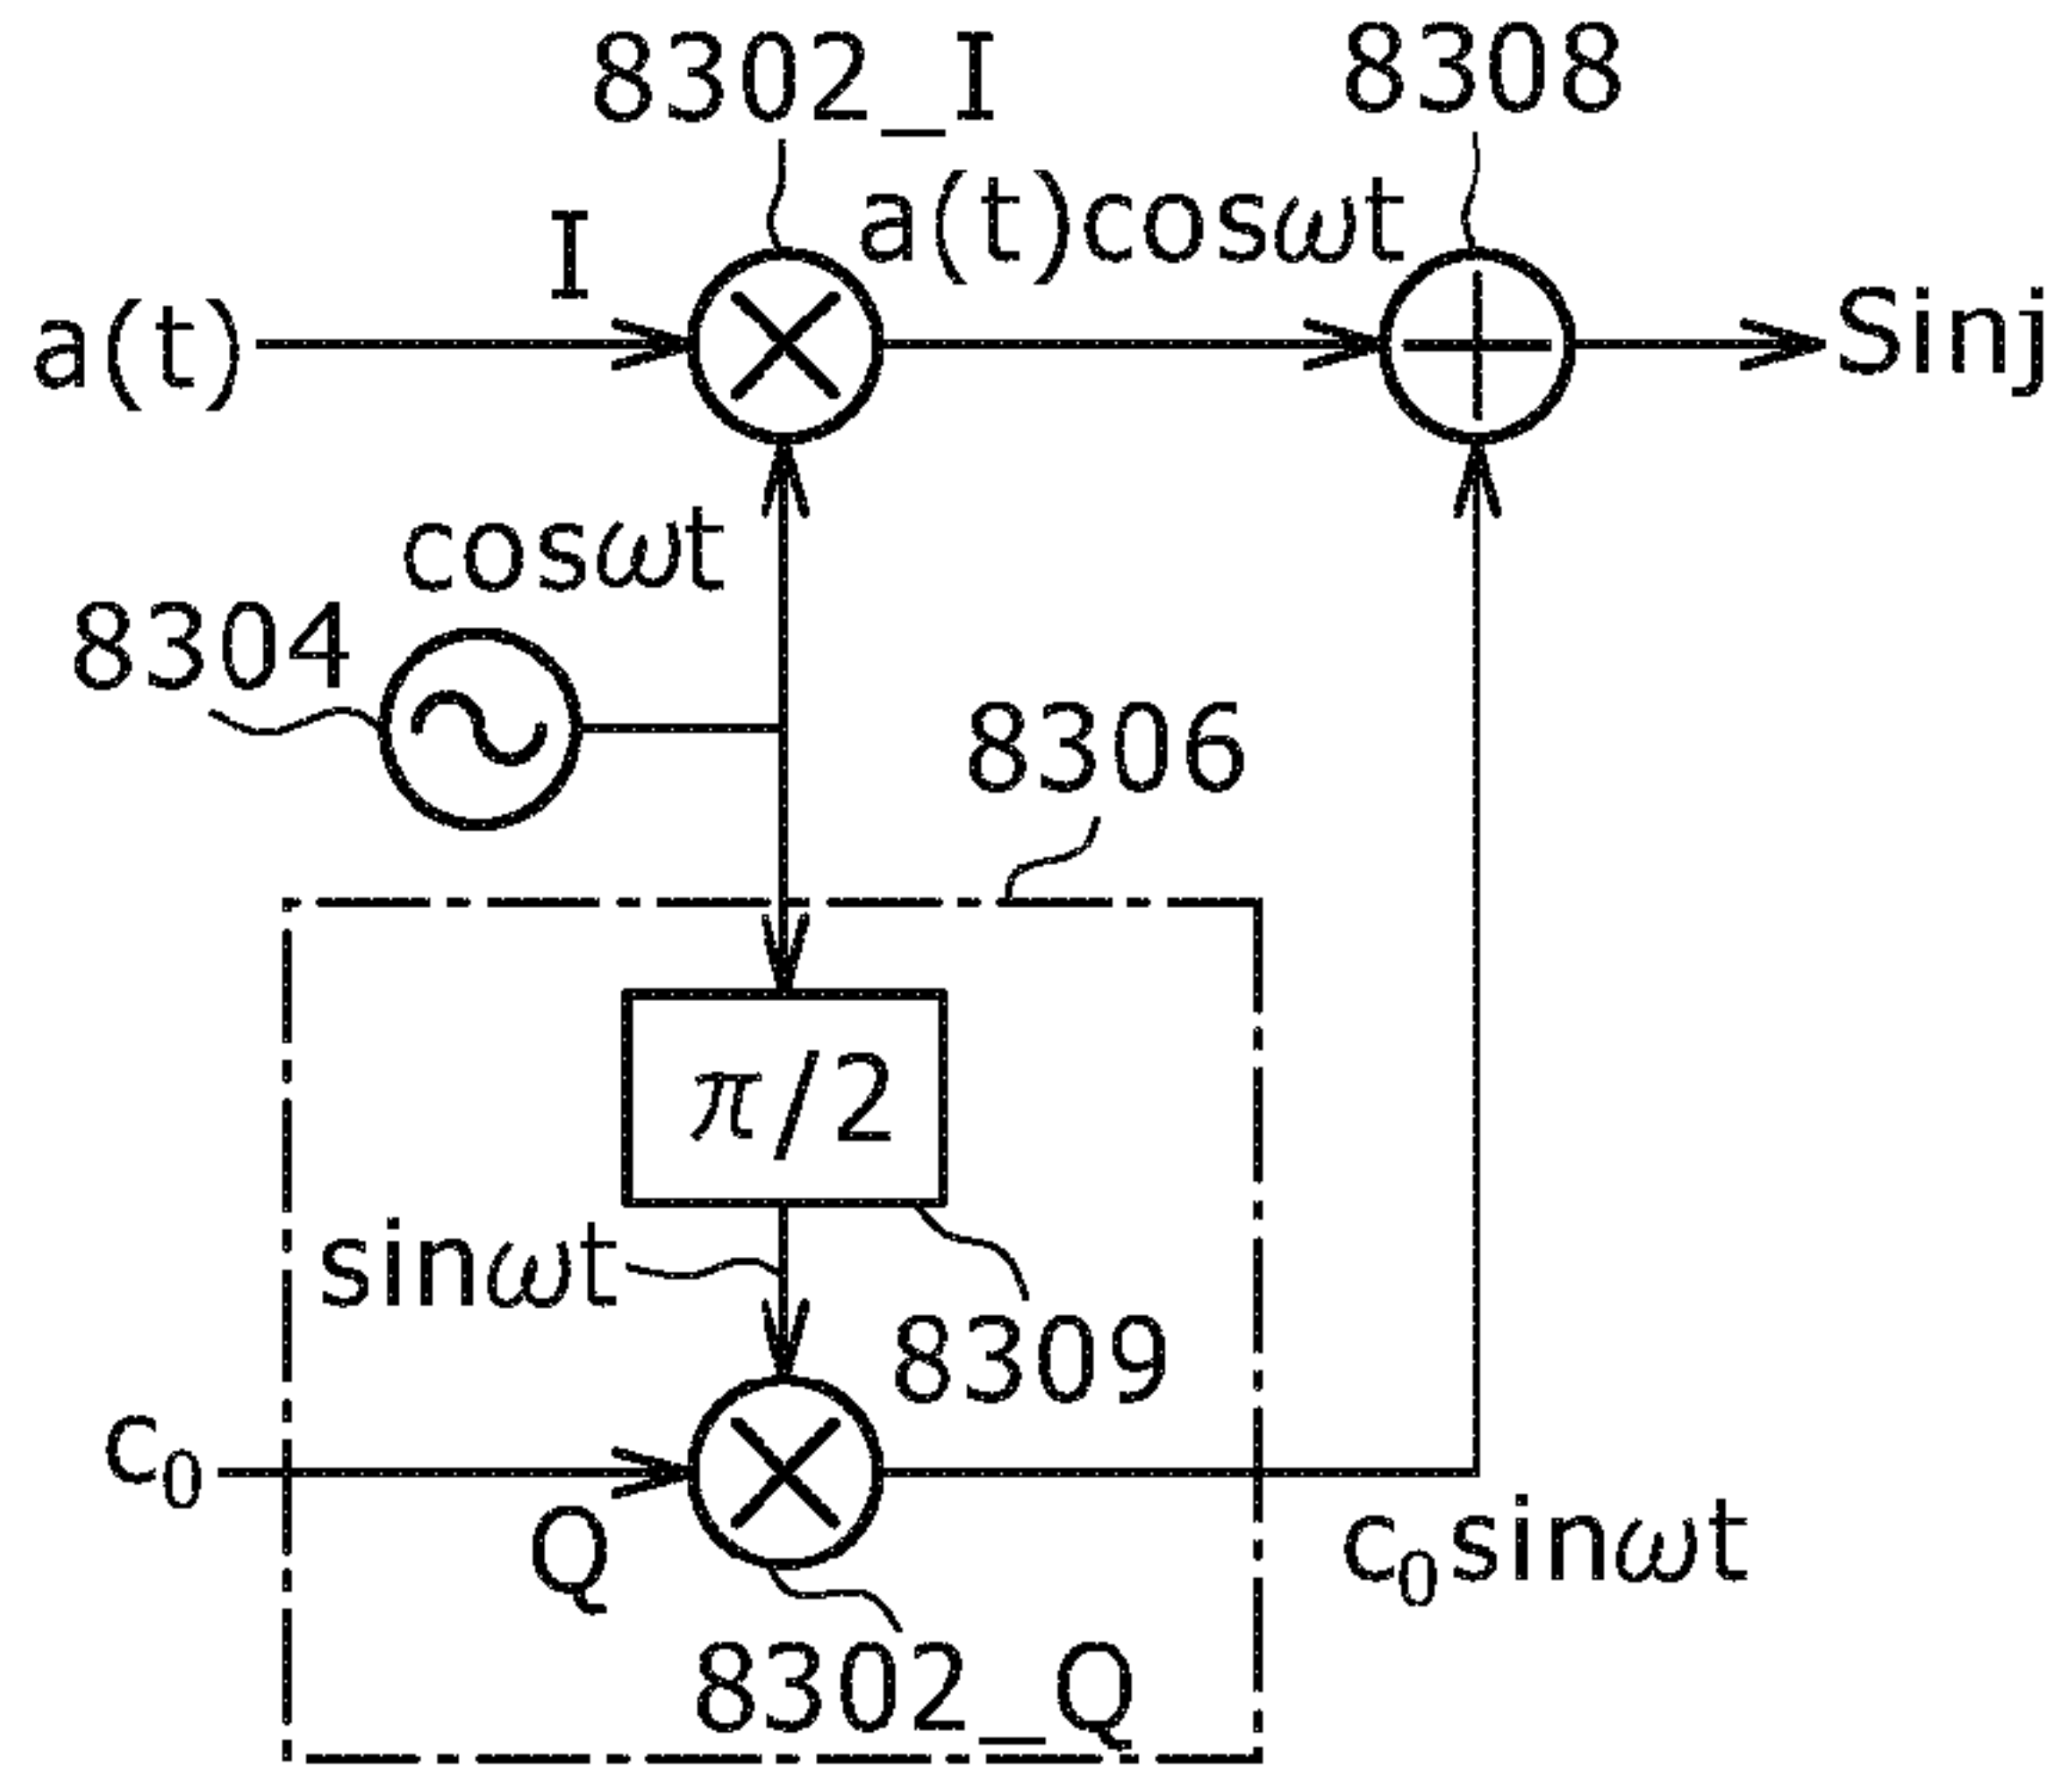 8302_I
8308
a(t)cosωt
I
a(t)
Sinj
cosωt
8304
8306
π/2
sinωt
8309
c₀
Q
c₀sinωt
8302_Q